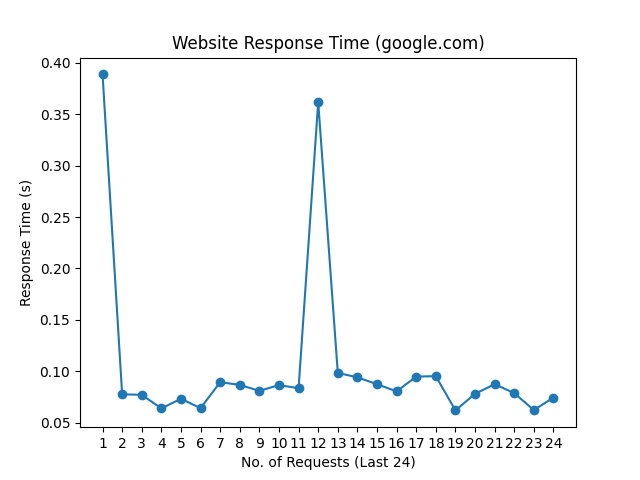 Website Response Time (google.com)
0.40
0.35
0.30
0.25
0.20
0.15
0.10
0.05
Response Time (s)
1 2 3 4 5 6 7 8 9 10 11 12 13 14 15 16 17 18 19 20 21 22 23 24
No. of Requests (Last 24)